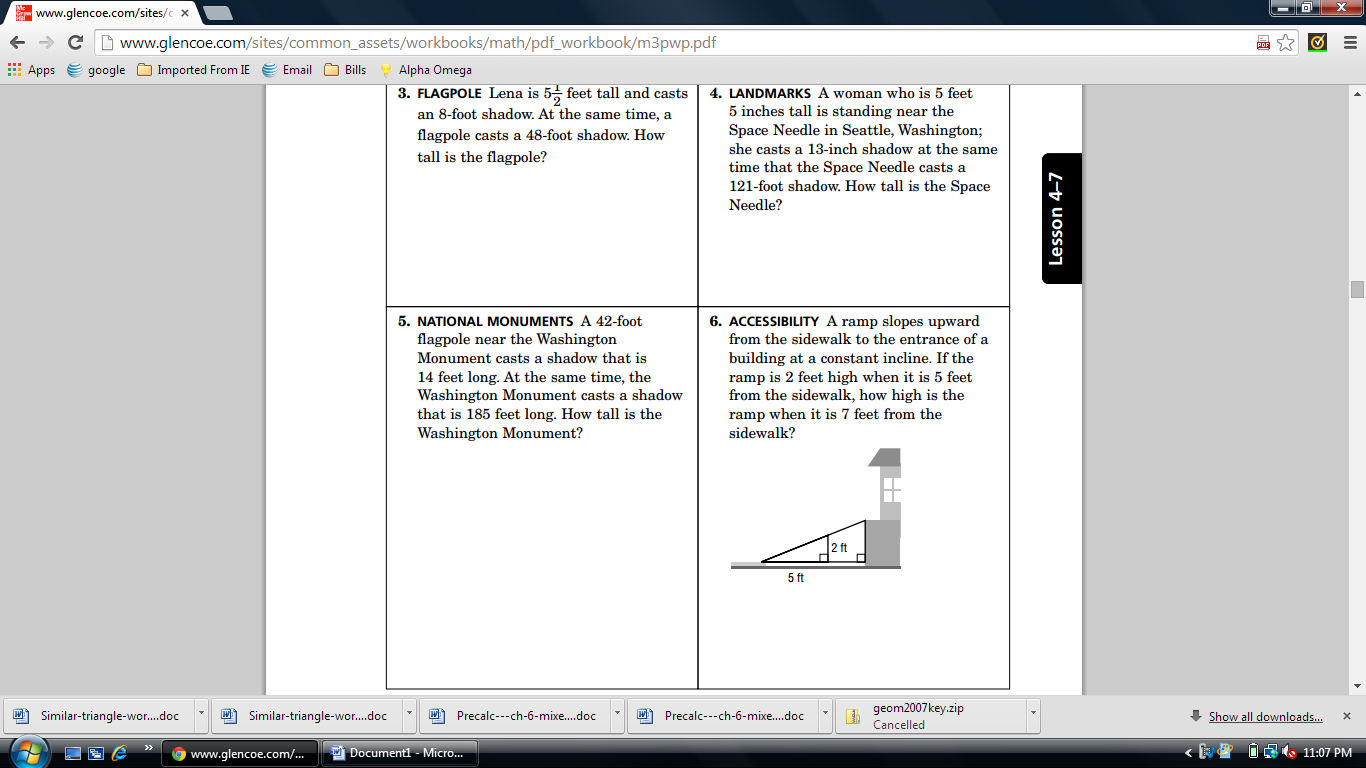 Mc
Graw
Hill
www.glencoe.com/sites/c
www.glencoe.com/sites/common_assets/workbooks/math/pdf_workbook/m3pwp.pdf
PDF
Apps
google
Imported From IE
Email
Bills
Alpha Omega
3. FLAGPOLE Lena is 5 1/2 feet tall and casts
an 8-foot shadow. At the same time, a
flagpole casts a 48-foot shadow. How
tall is the flagpole?
4. LANDMARKS A woman who is 5 feet
5 inches tall is standing near the
Space Needle in Seattle, Washington;
she casts a 13-inch shadow at the same
time that the Space Needle casts a
121-foot shadow. How tall is the Space
Needle?
Lesson 4–7
5. NATIONAL MONUMENTS A 42-foot
flagpole near the Washington
Monument casts a shadow that is
14 feet long. At the same time, the
Washington Monument casts a shadow
that is 185 feet long. How tall is the
Washington Monument?
6. ACCESSIBILITY A ramp slopes upward
from the sidewalk to the entrance of a
building at a constant incline. If the
ramp is 2 feet high when it is 5 feet
from the sidewalk, how high is the
ramp when it is 7 feet from the
sidewalk?
2 ft
5 ft
Similar-triangle-wor....doc
Similar-triangle-wor....doc
Precalc---ch-6-mixe....doc
Precalc---ch-6-mixe....doc
geom2007key.zip
Cancelled
Show all downloads...
www.glencoe.com/...
Document1 - Micro...
11:07 PM